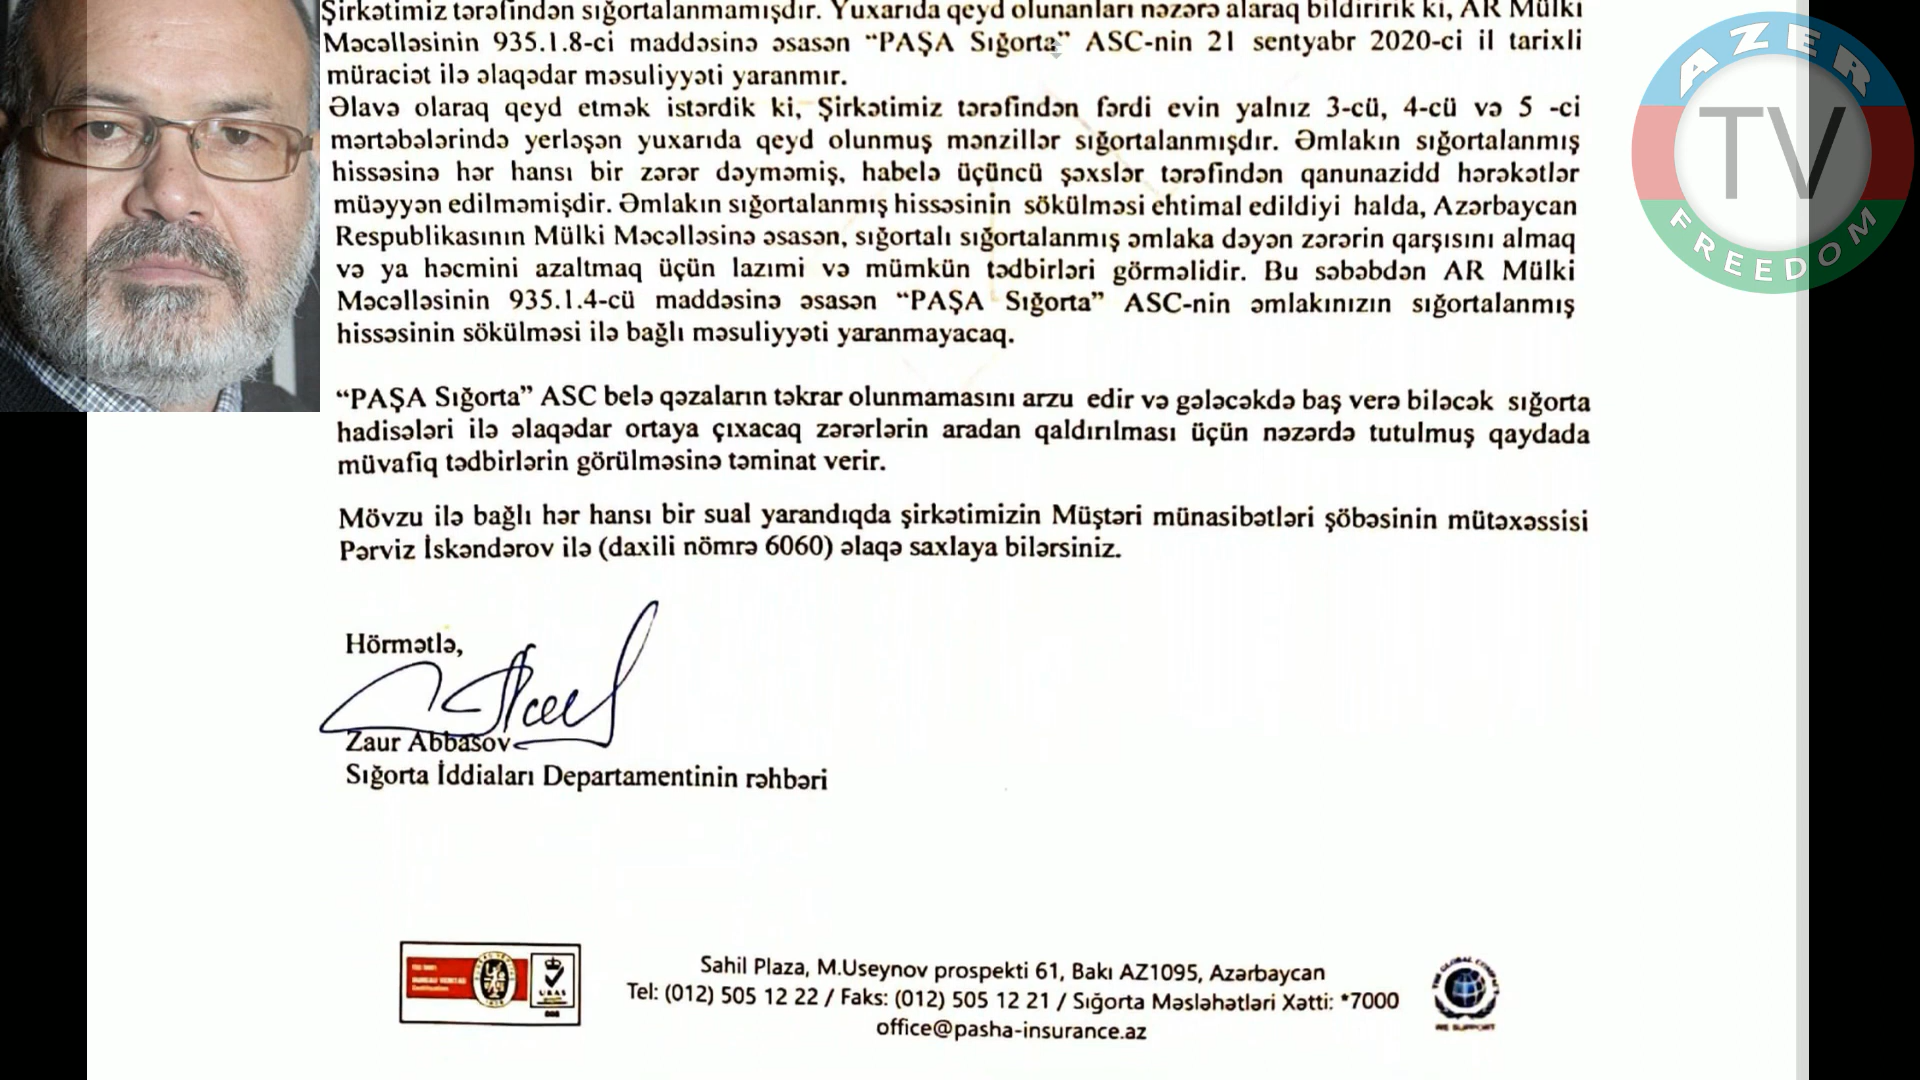 Şirkətimiz tərəfindən sığortalanmamışdır. Yuxarıda qeyd olunanları nəzərə alaraq bildiririk ki, AR Mülki
Məcəlləsinin 935.1.8-ci maddəsinə əsasən “PAŞA Sığorta” ASC-nin 21 sentyabr 2020-ci il tarixli
müraciət ilə əlaqədar məsuliyyəti yaranmır.
Əlavə olaraq qeyd etmək istərdik ki, Şirkətimiz tərəfindən fərdi evin yalnız 3-cü, 4-cü və 5 -ci
mərtəbələrində yerləşən yuxarıda qeyd olunmuş mənzillər sığortalanmışdır. Əmlakın sığortalanmış
hissəsinə hər hansı bir zərər dəyməmiş, habelə üçüncü şəxslər tərəfindən qanunazidd hərəkətlər
müəyyən edilməmişdir. Əmlakın sığortalanmış hissəsinin sökülməsi ehtimal edildiyi halda, Azərbaycan
Respublikasının Mülki Məcəlləsinə əsasən, sığortalı sığortalanmış əmlaka dəyən zərərin qarşısını almaq
və ya həcmini azaltmaq üçün lazımi və mümkün tədbirləri görməlidir. Bu səbəbdən AR Mülki
Məcəlləsinin 935.1.4-cü maddəsinə əsasən “PAŞA Sığorta” ASC-nin əmlakınızın sığortalanmış
hissəsinin sökülməsi ilə bağlı məsuliyyəti yaranmayacaq.
“PAŞA Sığorta” ASC belə qəzaların təkrar olunmamasını arzu edir və gələcəkdə baş verə biləcək sığorta
hadisələri ilə əlaqədar ortaya çıxacaq zərərlərin aradan qaldırılması üçün nəzərdə tutulmuş qaydada
müvafiq tədbirlərin görülməsinə təminat verir.
Mövzu ilə bağlı hər hansı bir sual yarandıqda şirkətimizin Müştəri münasibətləri şöbəsinin mütəxəssisi
Pərviz İskəndərov ilə (daxili nömrə 6060) əlaqə saxlaya bilərsiniz.
Hörmətlə,
Zaur Abbasov
Sığorta İddiaları Departamentinin rəhbəri
Sahil Plaza, M.Useynov prospekti 61, Bakı AZ1095, Azərbaycan
Tel: (012) 505 12 22 / Faks: (012) 505 12 21 / Sığorta Məsləhətləri Xətti: *7000
office@pasha-insurance.az
UKAS
THE GLOBAL COMPACT
WE SUPPORT
AZER
TV
FREEDOM